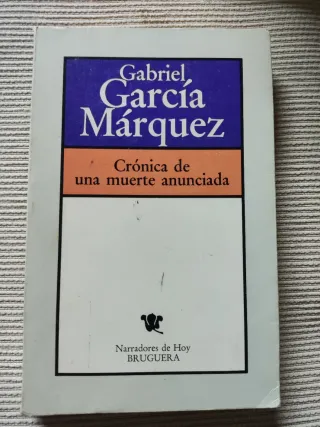 Gabriel
García
Márquez
Crónica de
una muerte anunciada
Narradores de Hoy
BRUGUERA